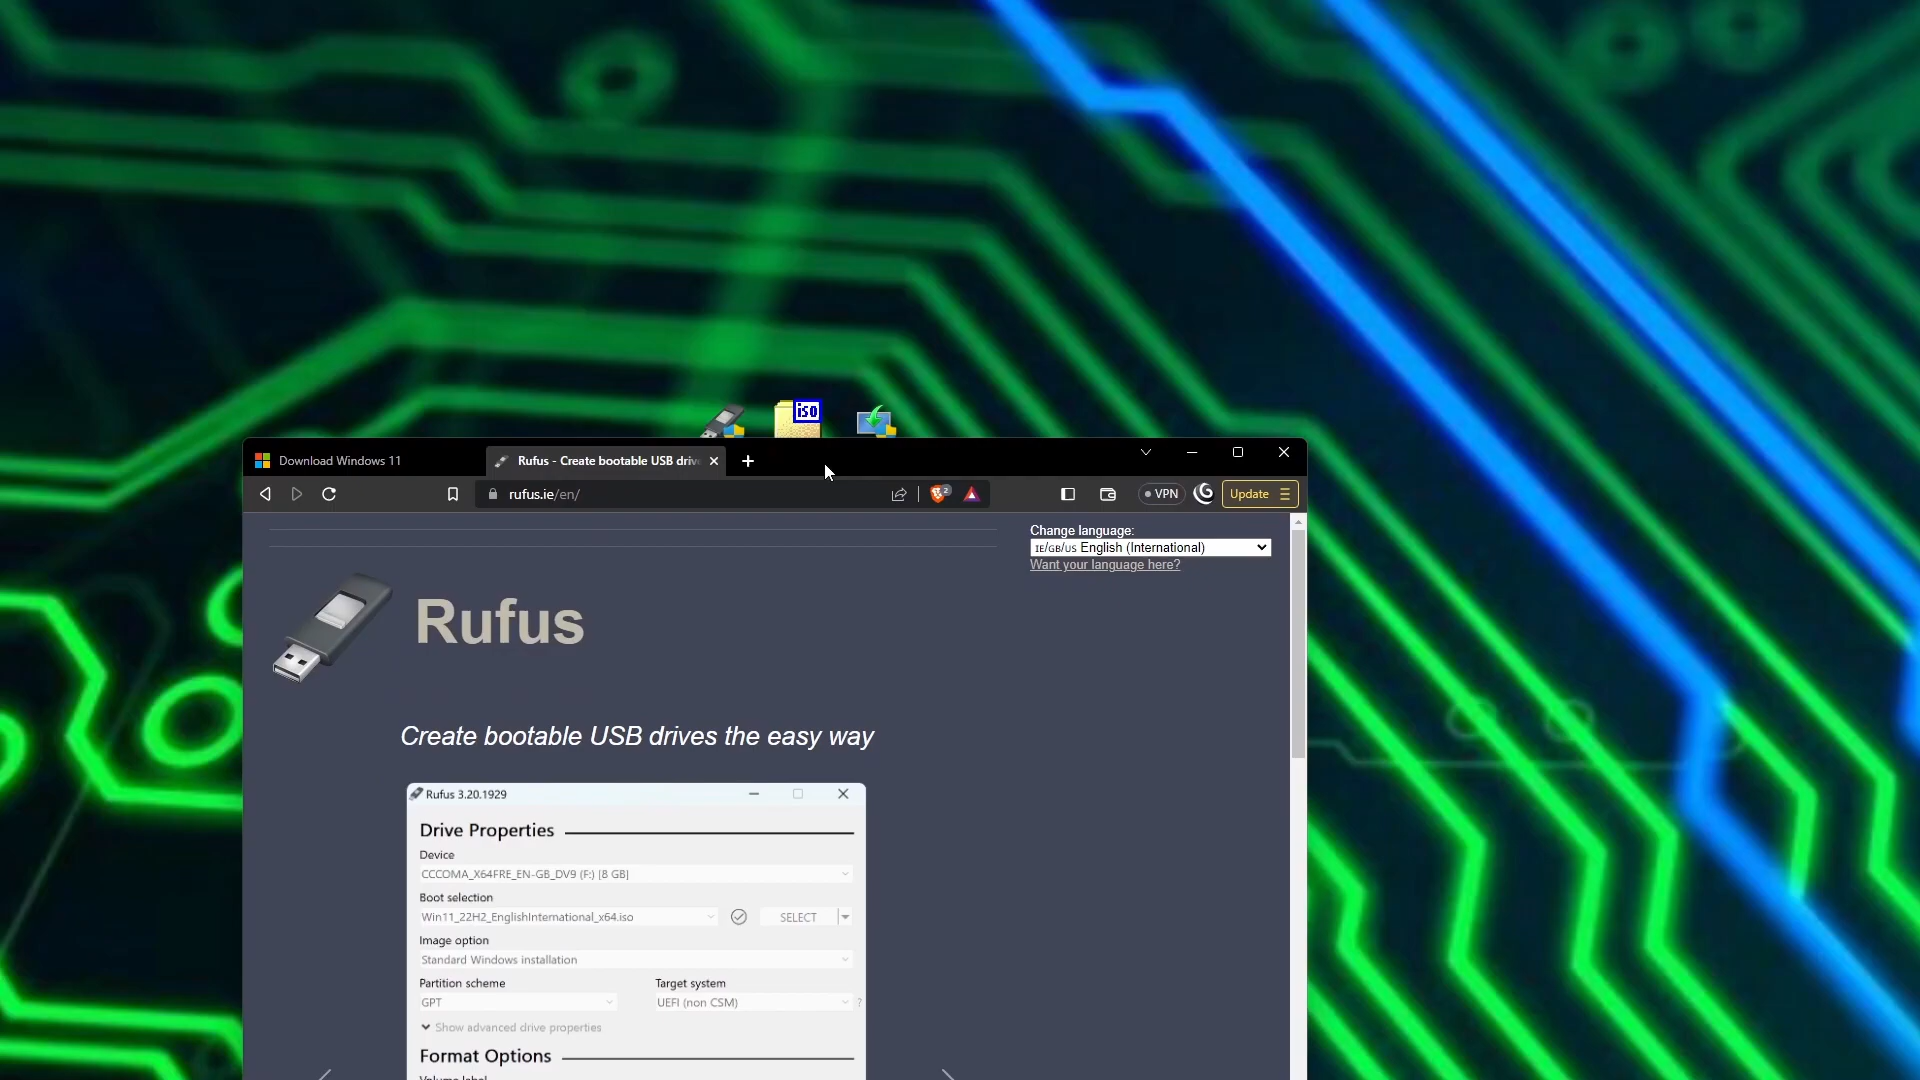 iso
Download Windows 11
Rufus - Create bootable USB driv
rufus.ie/en/
2
VPN
Update
Change language:
IE/GB/US English (International)
Want your language here?
Rufus
Create bootable USB drives the easy way
Rufus 3.20.1929
Drive Properties
Device
CCCOMA_X64FRE_EN-GB_DV9 (F:) [8 GB]
Boot selection
Win11_22H2_EnglishInternational_x64.iso
SELECT
Image option
Standard Windows installation
Partition scheme
Target system
GPT
UEFI (non CSM)
?
Show advanced drive properties
Format Options
Volume label